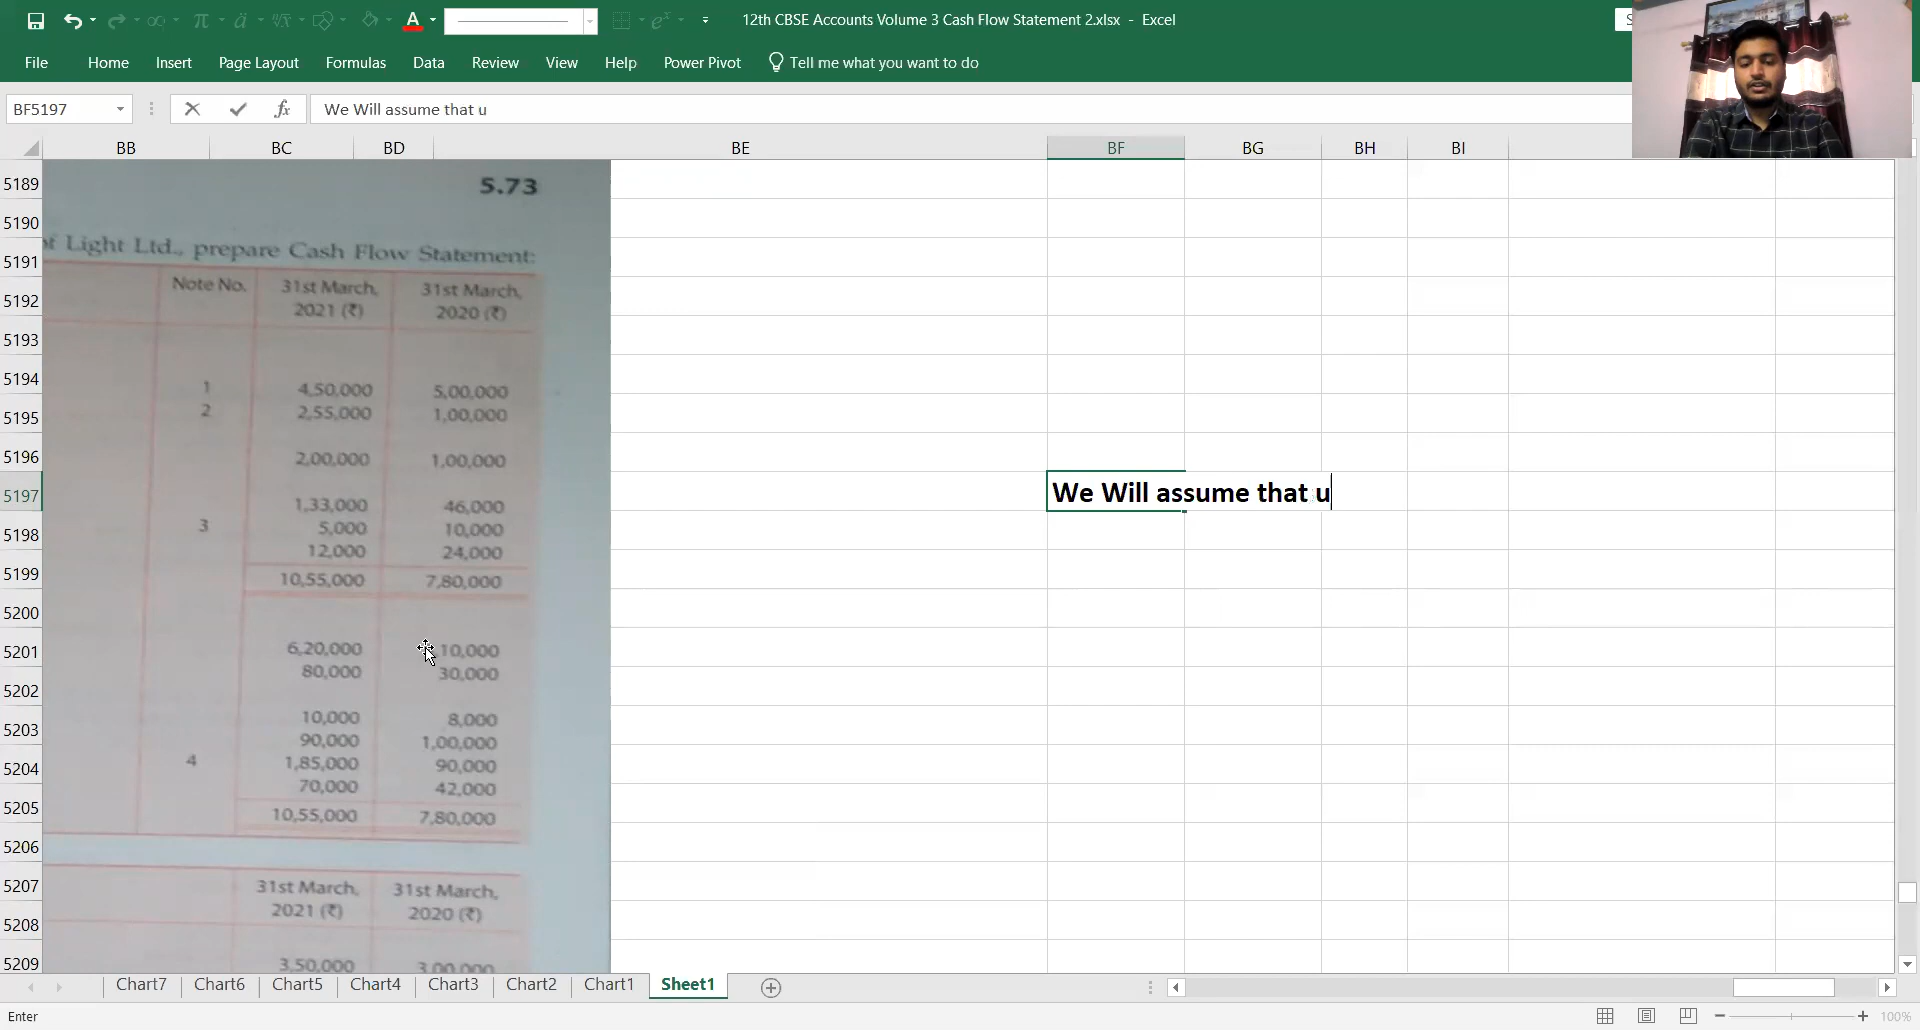 12th CBSE Accounts Volume 3 Cash Flow Statement 2.xlsx - Excel
File Home Insert Page Layout Formulas Data Review View Help Power Pivot Tell me what you want to do
BF5197 fx We Will assume that u
BB BC BD BE BF BG BH BI
5189
5190
5191
5192
5193
5194
5195
5196
5197
5198
5199
5200
5201
5202
5203
5204
5205
5206
5207
5208
5209
5.73
of Light Ltd., prepare Cash Flow Statement:
Note No. 31st March, 31st March,
2021 (₹) 2020 (₹)
1 4,50,000 5,00,000
2 2,55,000 1,00,000
2,00,000 1,00,000
1,33,000 46,000
3 5,000 10,000
12,000 24,000
10,55,000 7,80,000
6,20,000 10,000
80,000 30,000
10,000 8,000
90,000 1,00,000
4 1,85,000 90,000
70,000 42,000
10,55,000 7,80,000
31st March, 31st March,
2021 (₹) 2020 (₹)
3,50,000 3,00,000
We Will assume that u
Chart7 Chart6 Chart5 Chart4 Chart3 Chart2 Chart1 Sheet1
Enter 100%